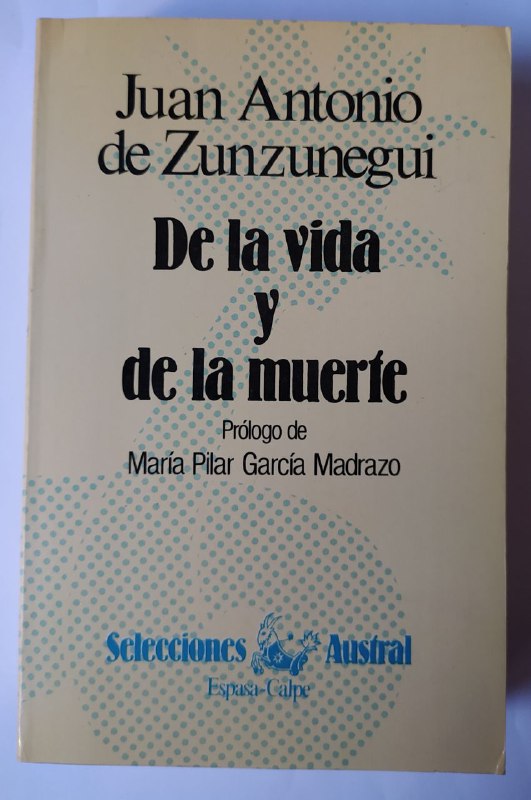 Juan Antonio
de Zunzunegui
De la vida
y
de la muerte
Prólogo de
María Pilar García Madrazo
Selecciones Austral
Espasa-Calpe